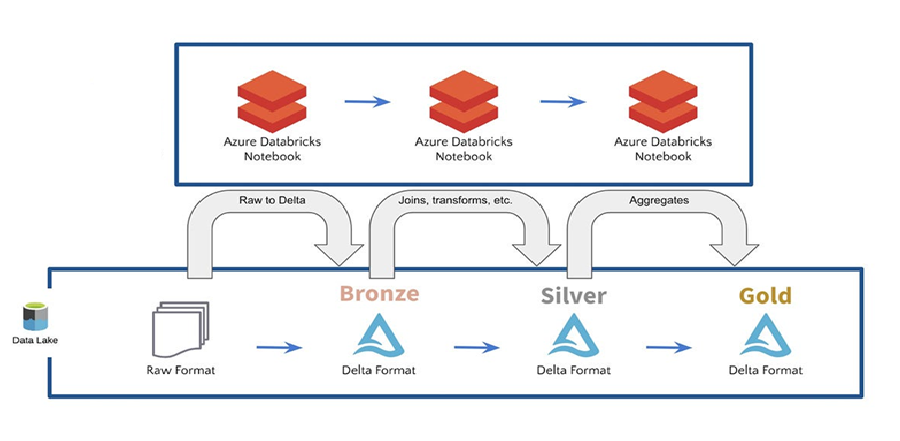 Azure Databricks
Notebook
Azure Databricks
Notebook
Azure Databricks
Notebook
Raw to Delta
Joins, transforms, etc.
Aggregates
Bronze
Silver
Gold
Data Lake
Raw Format
Delta Format
Delta Format
Delta Format